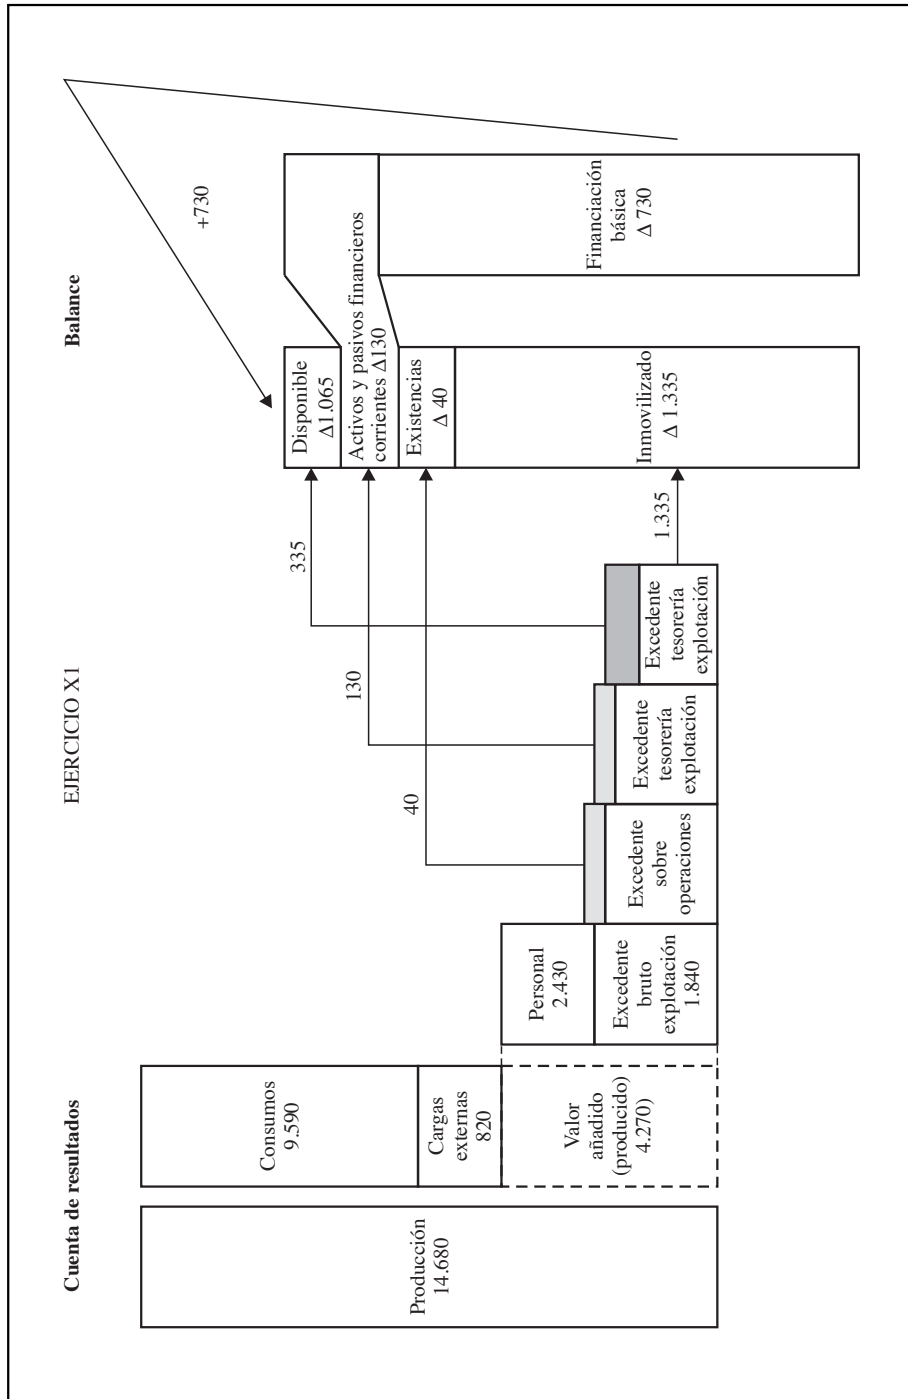 EJERCICIO X1
Cuenta de resultados
Balance
Producción
14.680
Consumos
9.590
Cargas
externas
820
Valor
añadido
(producido)
4.270
Personal
2.430
Excedente
bruto
explotación
1.840
Excedente
sobre
operaciones
Excedente
tesorería
explotación
Excedente
tesorería
explotación
40
130
335
1.335
Disponible
Δ1.065
Activos y pasivos financieros
corrientes Δ130
Existencias
Δ 40
Inmovilizado
Δ 1.335
Financiación
básica
Δ 730
+730